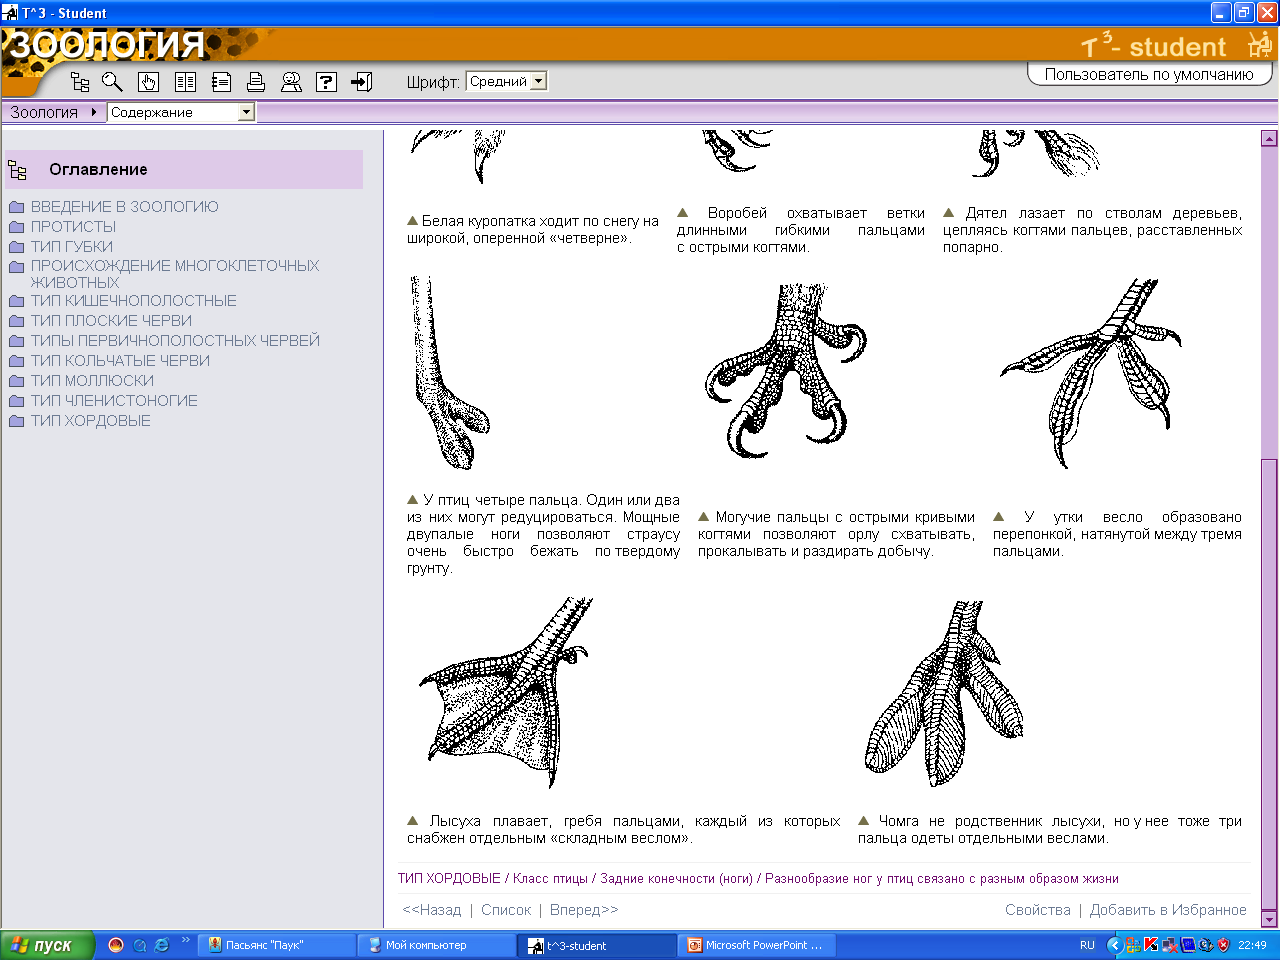 T^3 - Student
ЗООЛОГИЯ
T3- student
Шрифт: Средний
Пользователь по умолчанию
Зоология
Содержание
Оглавление
ВВЕДЕНИЕ В ЗООЛОГИЮ
ПРОТИСТЫ
ТИП ГУБКИ
ПРОИСХОЖДЕНИЕ МНОГОКЛЕТОЧНЫХ
ЖИВОТНЫХ
ТИП КИШЕЧНОПОЛОСТНЫЕ
ТИП ПЛОСКИЕ ЧЕРВИ
ТИПЫ ПЕРВИЧНОПОЛОСТНЫХ ЧЕРВЕЙ
ТИП КОЛЬЧАТЫЕ ЧЕРВИ
ТИП МОЛЛЮСКИ
ТИП ЧЛЕНИСТОНОГИЕ
ТИП ХОРДОВЫЕ
Белая куропатка ходит по снегу на
широкой, оперенной «четверне».
Воробей охватывает ветки
длинными гибкими пальцами
с острыми когтями.
Дятел лазает по стволам деревьев,
цепляясь когтями пальцев, расставленных
попарно.
У птиц четыре пальца. Один или два
из них могут редуцироваться. Мощные
двупалые ноги позволяют страусу
очень быстро бежать по твердому
грунту.
Могучие пальцы с острыми кривыми
когтями позволяют орлу схватывать,
прокалывать и раздирать добычу.
У утки весло образовано
перепонкой, натянутой между тремя
пальцами.
Лысуха плавает, гребя пальцами, каждый из которых
снабжен отдельным «складным веслом».
Чомга не родственник лысухи, но у нее тоже три
пальца одеты отдельными веслами.
ТИП ХОРДОВЫЕ / Класс птицы / Задние конечности (ноги) / Разнообразие ног у птиц связано с разным образом жизни
<<Назад | Список | Вперед>>
Свойства | Добавить в Избранное
пуск
Пасьянс "Паук"
Мой компьютер
t^3-student
Microsoft PowerPoint ...
RU
22:49